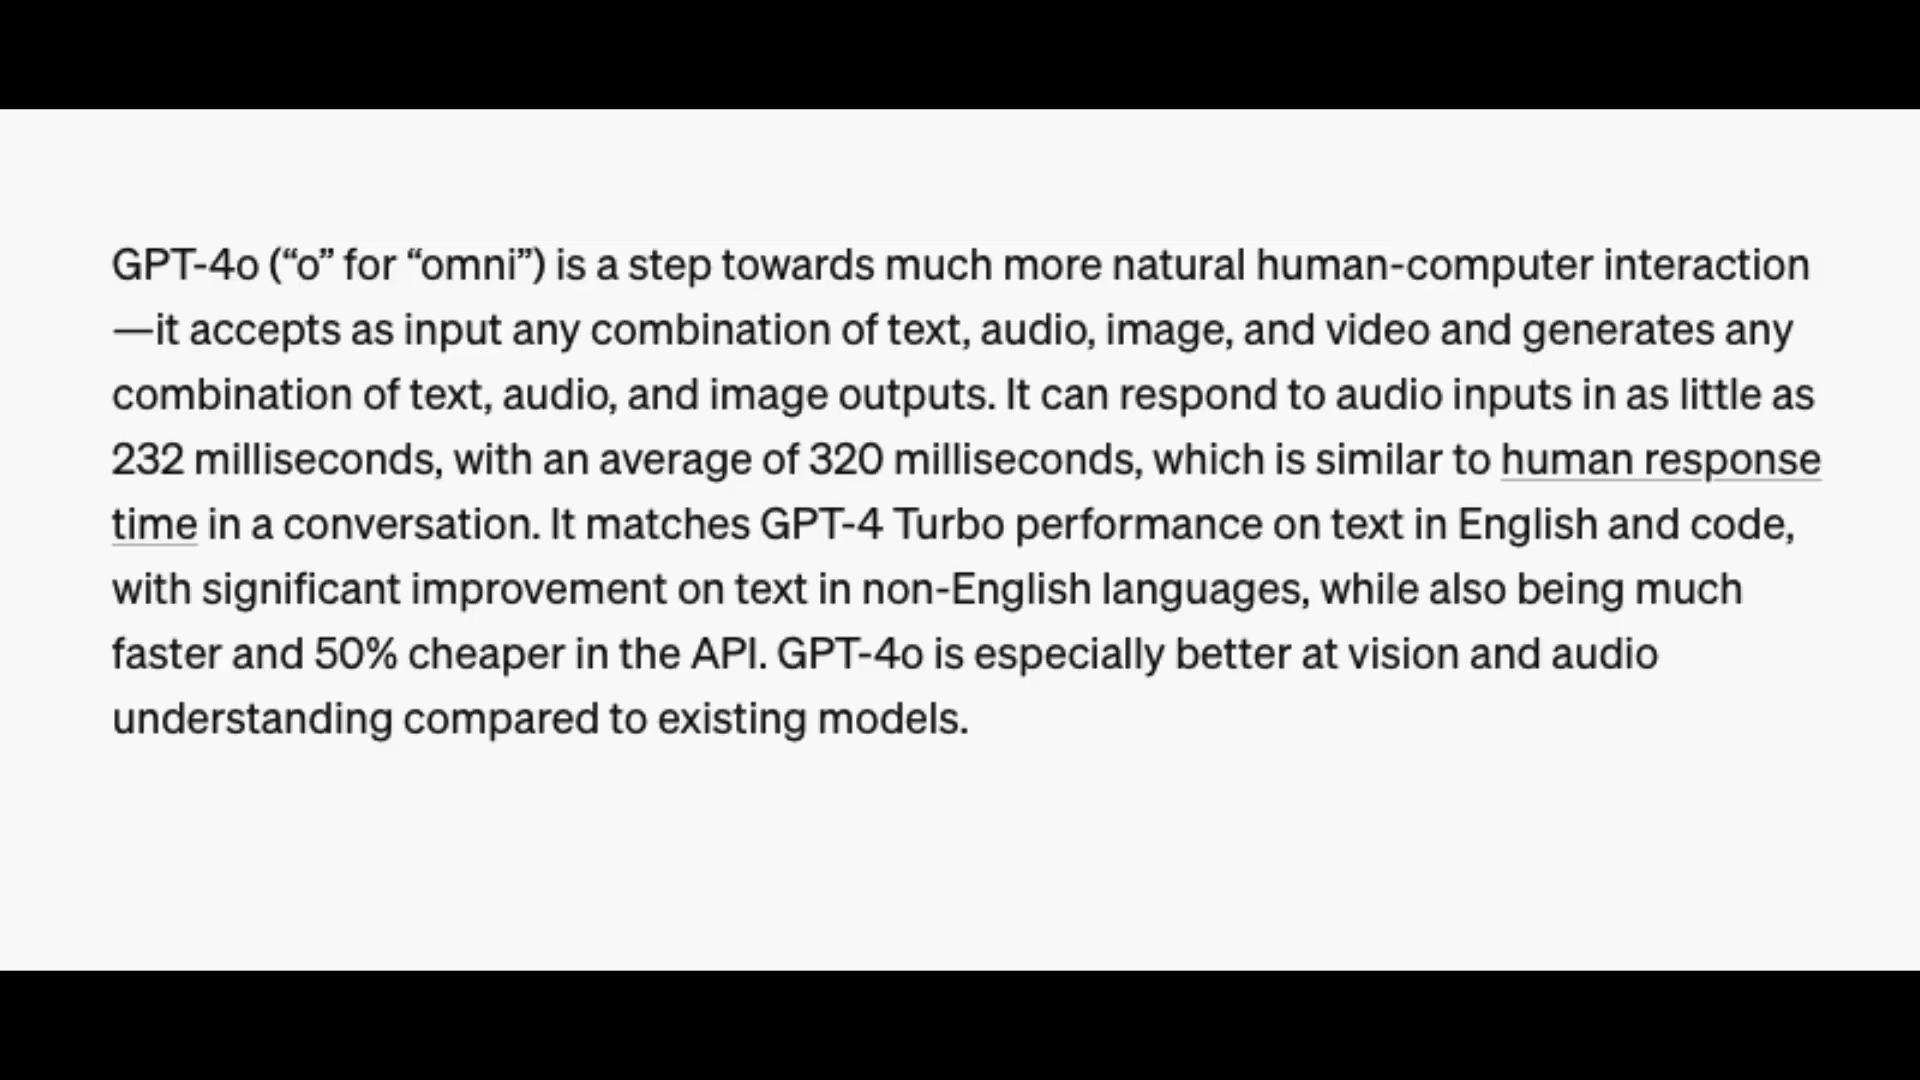 GPT-4o (“o” for “omni”) is a step towards much more natural human-computer interaction
—it accepts as input any combination of text, audio, image, and video and generates any
combination of text, audio, and image outputs. It can respond to audio inputs in as little as
232 milliseconds, with an average of 320 milliseconds, which is similar to human response
time in a conversation. It matches GPT-4 Turbo performance on text in English and code,
with significant improvement on text in non-English languages, while also being much
faster and 50% cheaper in the API. GPT-4o is especially better at vision and audio
understanding compared to existing models.